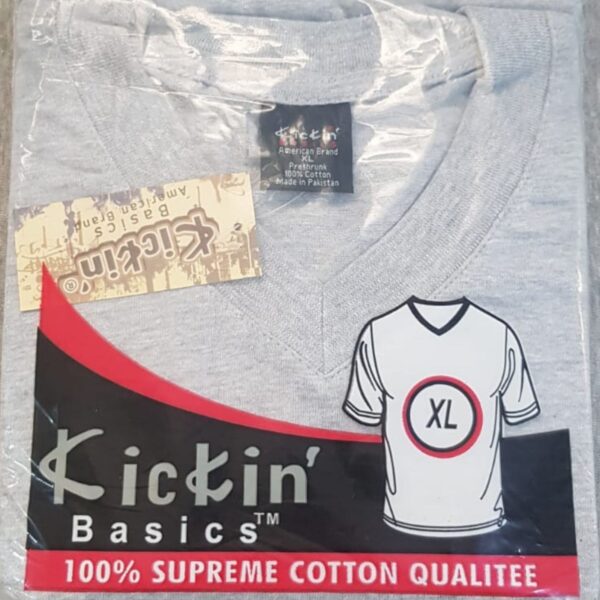 Kickin'
BASICS
American Brand
XL
Preshrunk
100% Cotton
Made in Pakistan
Kickin'®
Basics
American Brand
XL
Kickin'
Basics™
100% SUPREME COTTON QUALITEE